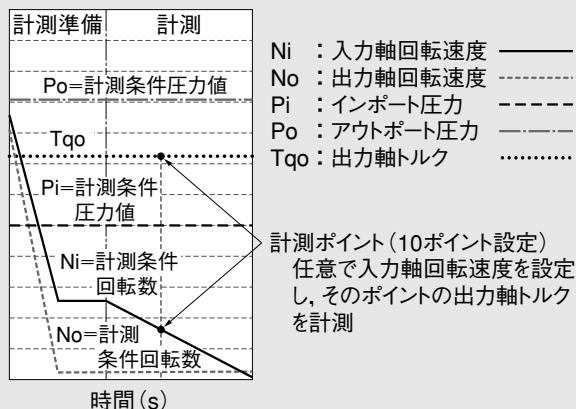 計測準備
計測
Po=計測条件圧力値
Tqo
Pi=計測条件
圧力値
Ni=計測条件
回転数
No=計測
条件回転数
時間(s)
Ni :入力軸回転速度
No :出力軸回転速度
Pi :インポート圧力
Po :アウトポート圧力
Tqo:出力軸トルク
計測ポイント(10ポイント設定)
任意で入力軸回転速度を設定
し,そのポイントの出力軸トルク
を計測